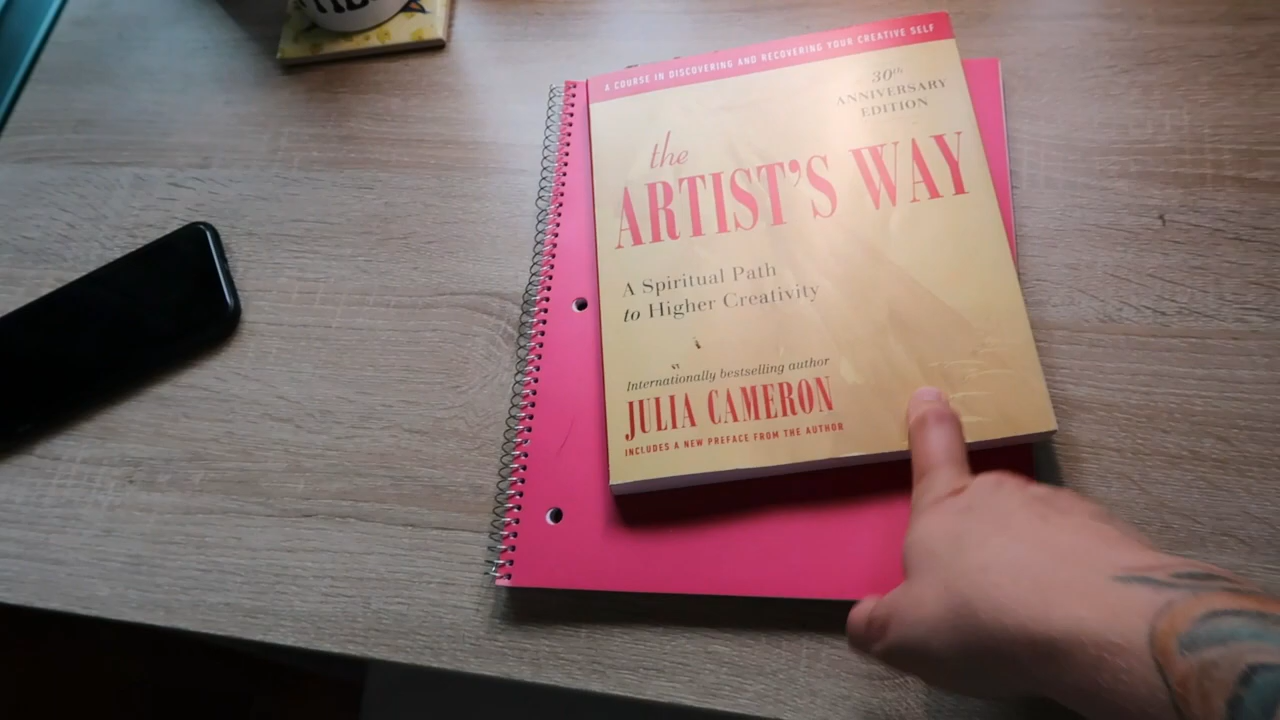 A COURSE IN DISCOVERING AND RECOVERING YOUR CREATIVE SELF
30th
ANNIVERSARY
EDITION
the
ARTIST'S WAY
A Spiritual Path
to Higher Creativity
Internationally bestselling author
JULIA CAMERON
INCLUDES A NEW PREFACE FROM THE AUTHOR